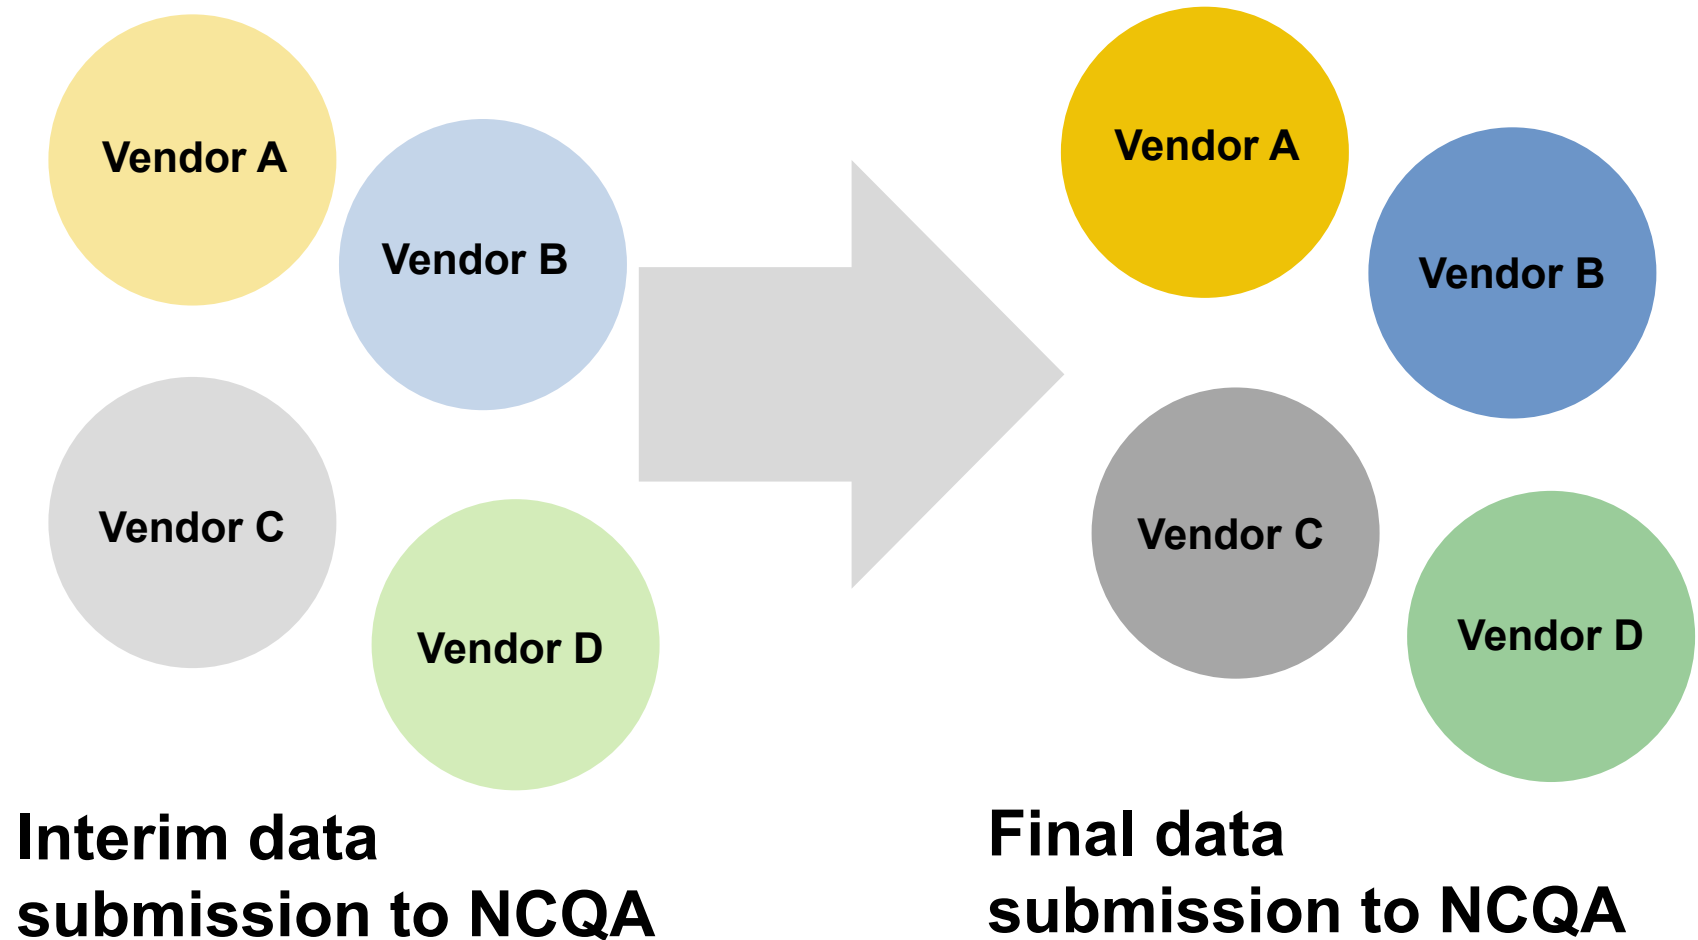 Vendor A
Vendor B
Vendor C
Vendor D
Interim data
submission to NCQA
Vendor A
Vendor B
Vendor C
Vendor D
Final data
submission to NCQA